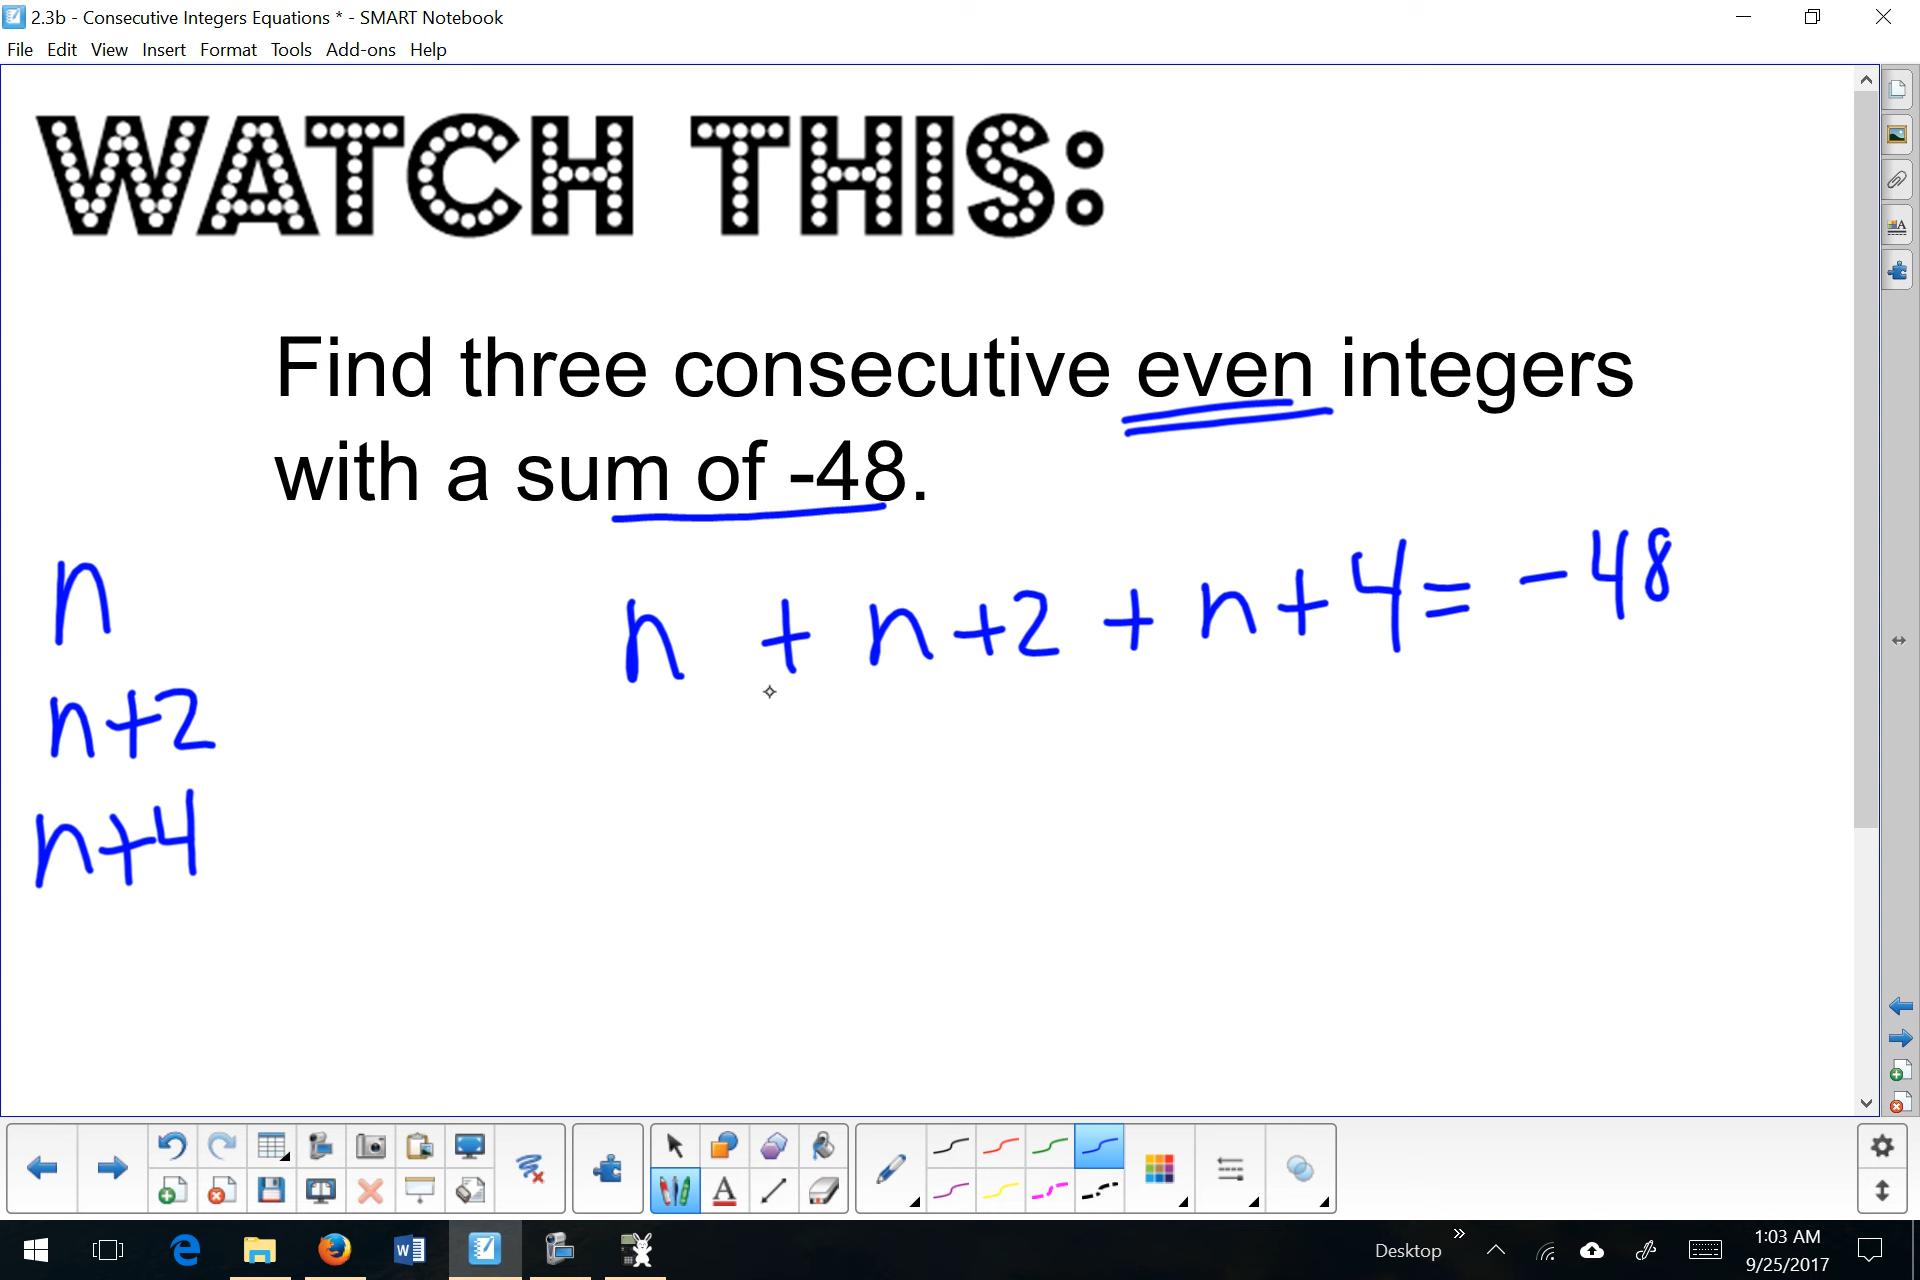 2.3b - Consecutive Integers Equations * - SMART Notebook
File Edit View Insert Format Tools Add-ons Help
WATCH THIS:
Find three consecutive even integers
with a sum of -48.
n
n + n+2 + n+4 = -48
n+2
n+4
Desktop
1:03 AM
9/25/2017